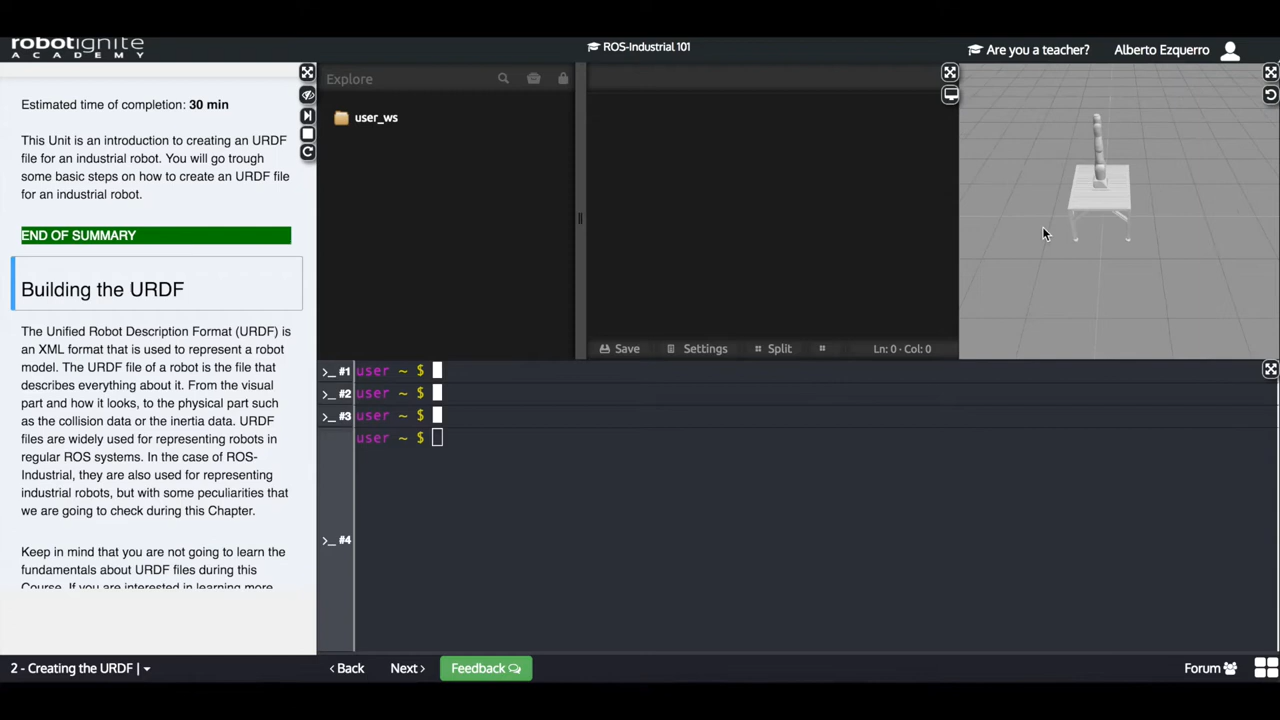 robotignite
ACADEMY
ROS-Industrial 101
Are you a teacher?
Alberto Ezquerro
Estimated time of completion: 30 min
This Unit is an introduction to creating an URDF
file for an industrial robot. You will go trough
some basic steps on how to create an URDF file
for an industrial robot.
END OF SUMMARY
Building the URDF
The Unified Robot Description Format (URDF) is
an XML format that is used to represent a robot
model. The URDF file of a robot is the file that
describes everything about it. From the visual
part and how it looks, to the physical part such
as the collision data or the inertia data. URDF
files are widely used for representing robots in
regular ROS systems. In the case of ROS-
Industrial, they are also used for representing
industrial robots, but with some peculiarities that
we are going to check during this Chapter.
Keep in mind that you are not going to learn the
fundamentals about URDF files during this
Course. If you are interested in learning more
Explore
user_ws
Save
Settings
Split
Ln: 0 · Col: 0
>_ #1 user ~ $
>_ #2 user ~ $
>_ #3 user ~ $
user ~ $
>_ #4
2 - Creating the URDF |
‹ Back
Next ›
Feedback
Forum